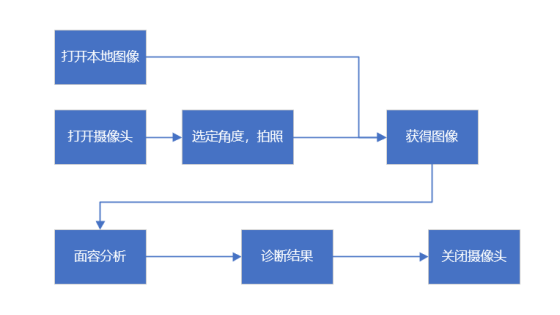 打开本地图像
打开摄像头
选定角度，拍照
获得图像
面容分析
诊断结果
关闭摄像头